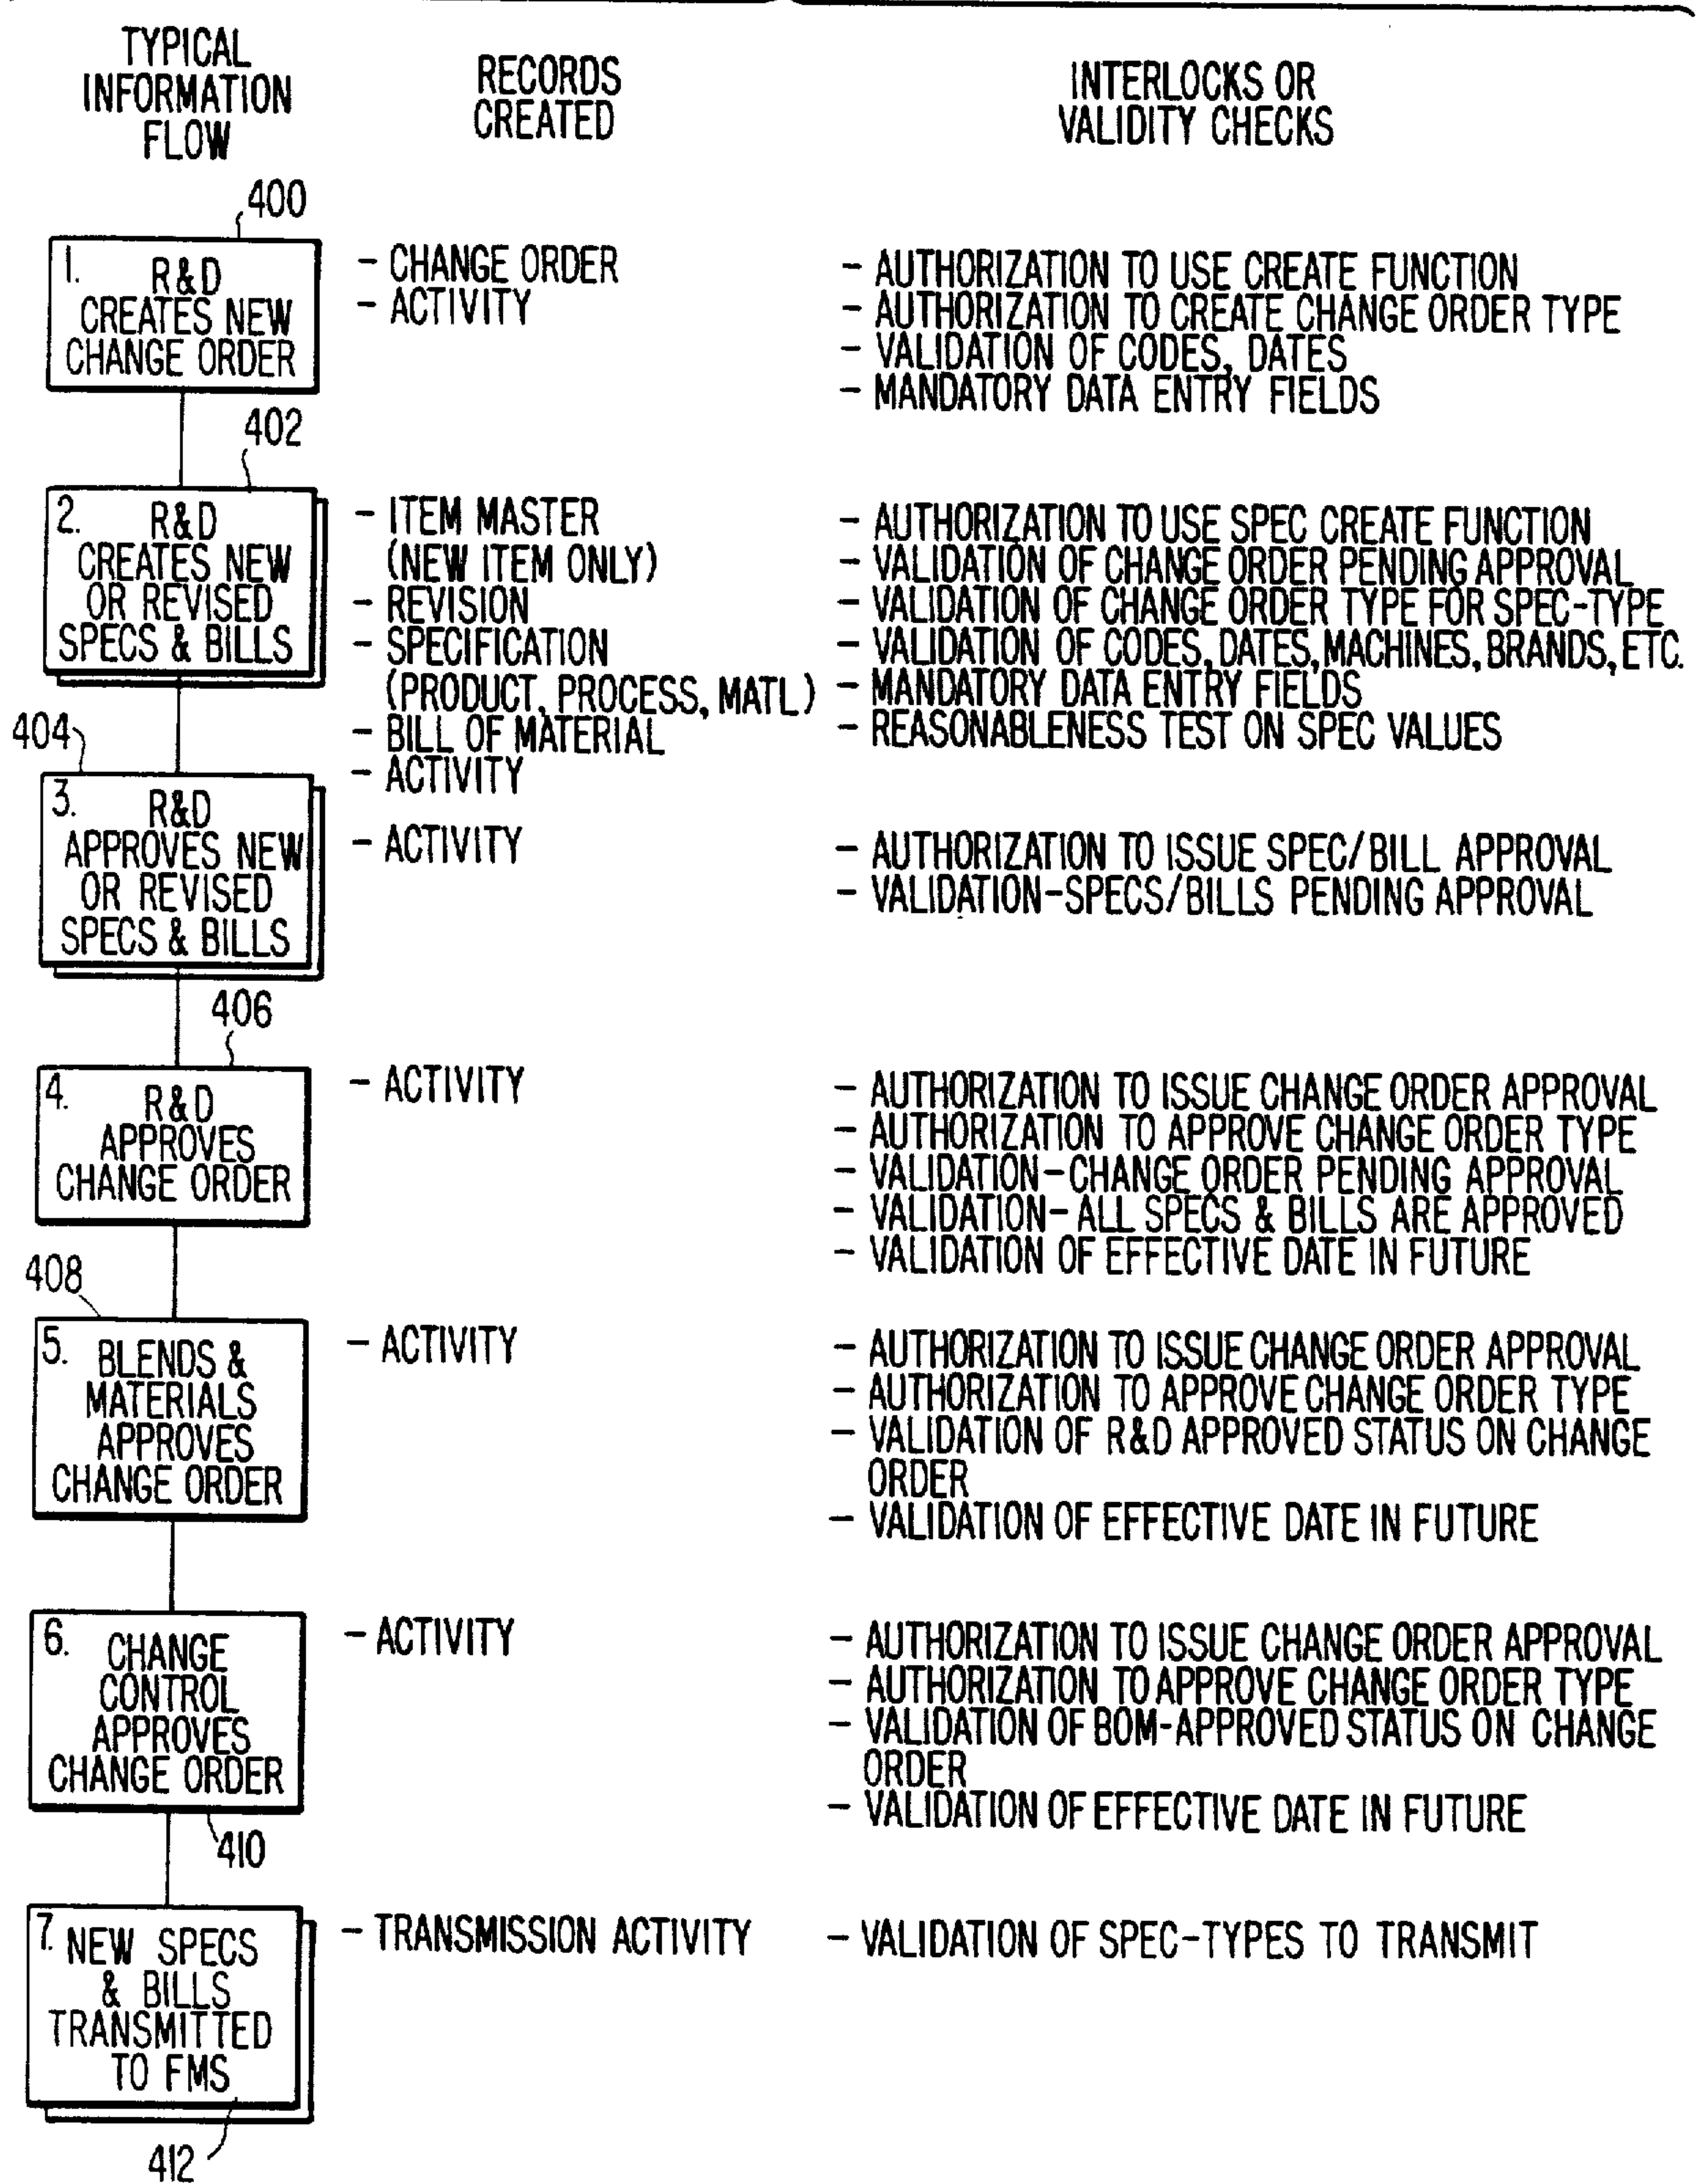 TYPICAL
INFORMATION
FLOW
RECORDS
CREATED
INTERLOCKS OR
VALIDITY CHECKS
400
1. R&D
CREATES NEW
CHANGE ORDER
- CHANGE ORDER
- ACTIVITY
- AUTHORIZATION TO USE CREATE FUNCTION
- AUTHORIZATION TO CREATE CHANGE ORDER TYPE
- VALIDATION OF CODES, DATES
- MANDATORY DATA ENTRY FIELDS
402
2. R&D
CREATES NEW
OR REVISED
SPECS & BILLS
- ITEM MASTER
(NEW ITEM ONLY)
- REVISION
- SPECIFICATION
(PRODUCT, PROCESS, MATL)
- BILL OF MATERIAL
- ACTIVITY
- AUTHORIZATION TO USE SPEC CREATE FUNCTION
- VALIDATION OF CHANGE ORDER PENDING APPROVAL
- VALIDATION OF CHANGE ORDER TYPE FOR SPEC-TYPE
- VALIDATION OF CODES, DATES, MACHINES, BRANDS, ETC.
- MANDATORY DATA ENTRY FIELDS
- REASONABLENESS TEST ON SPEC VALUES
404
3. R&D
APPROVES NEW
OR REVISED
SPECS & BILLS
- ACTIVITY
- AUTHORIZATION TO ISSUE SPEC/BILL APPROVAL
- VALIDATION-SPECS/BILLS PENDING APPROVAL
406
4. R&D
APPROVES
CHANGE ORDER
- ACTIVITY
- AUTHORIZATION TO ISSUE CHANGE ORDER APPROVAL
- AUTHORIZATION TO APPROVE CHANGE ORDER TYPE
- VALIDATION-CHANGE ORDER PENDING APPROVAL
- VALIDATION-ALL SPECS & BILLS ARE APPROVED
- VALIDATION OF EFFECTIVE DATE IN FUTURE
408
5. BLENDS &
MATERIALS
APPROVES
CHANGE ORDER
- ACTIVITY
- AUTHORIZATION TO ISSUE CHANGE ORDER APPROVAL
- AUTHORIZATION TO APPROVE CHANGE ORDER TYPE
- VALIDATION OF R&D APPROVED STATUS ON CHANGE
ORDER
- VALIDATION OF EFFECTIVE DATE IN FUTURE
6. CHANGE
CONTROL
APPROVES
CHANGE ORDER
410
- ACTIVITY
- AUTHORIZATION TO ISSUE CHANGE ORDER APPROVAL
- AUTHORIZATION TO APPROVE CHANGE ORDER TYPE
- VALIDATION OF BOM-APPROVED STATUS ON CHANGE
ORDER
- VALIDATION OF EFFECTIVE DATE IN FUTURE
7. NEW SPECS
& BILLS
TRANSMITTED
TO FMS
412
- TRANSMISSION ACTIVITY
- VALIDATION OF SPEC-TYPES TO TRANSMIT